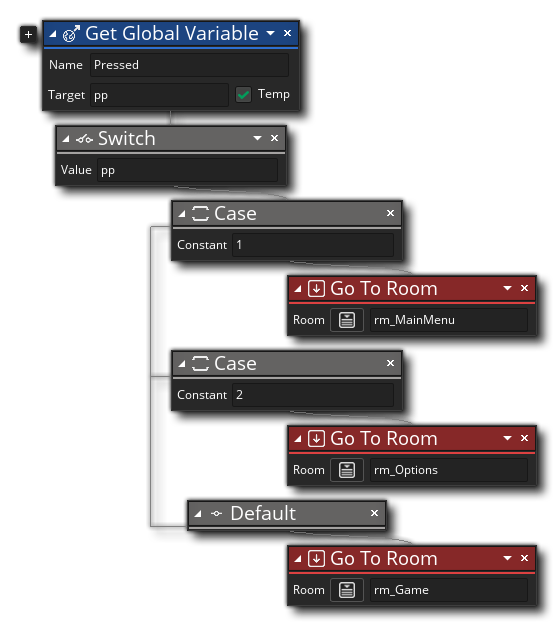 Get Global Variable
Name Pressed
Target pp Temp
Switch
Value pp
Case
Constant 1
Go To Room
Room rm_MainMenu
Case
Constant 2
Go To Room
Room rm_Options
Default
Go To Room
Room rm_Game